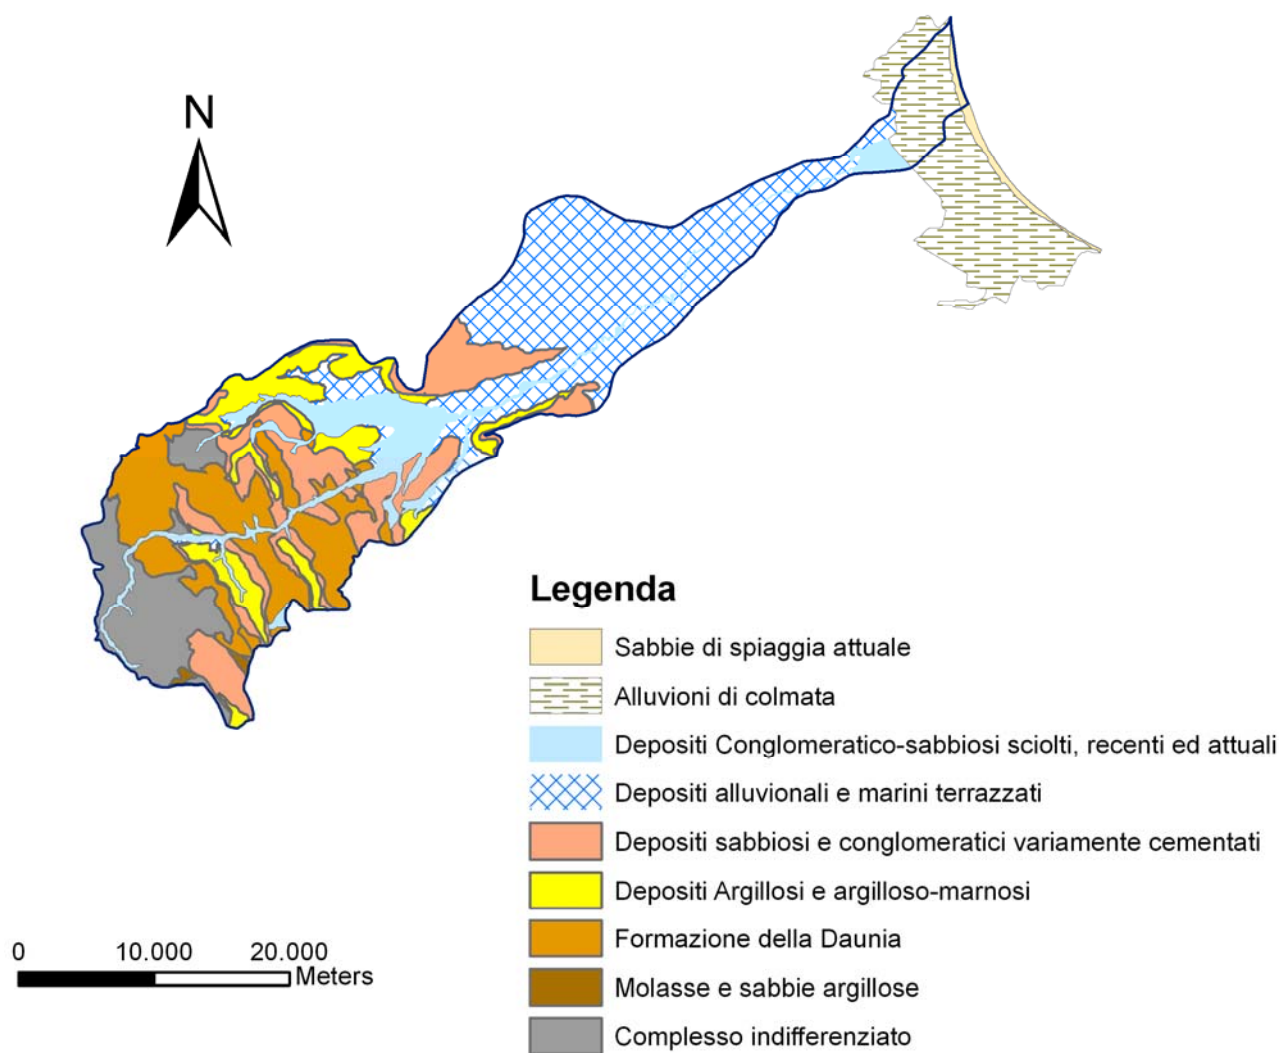 N
Legenda
Sabbie di spiaggia attuale
Alluvioni di colmata
Depositi Conglomeratico-sabbiosi sciolti, recenti ed attuali
Depositi alluvionali e marini terrazzati
Depositi sabbiosi e conglomeratici variamente cementati
Depositi Argillosi e argilloso-marnosi
Formazione della Daunia
Molasse e sabbie argillose
Complesso indifferenziato
0 10.000 20.000
Meters